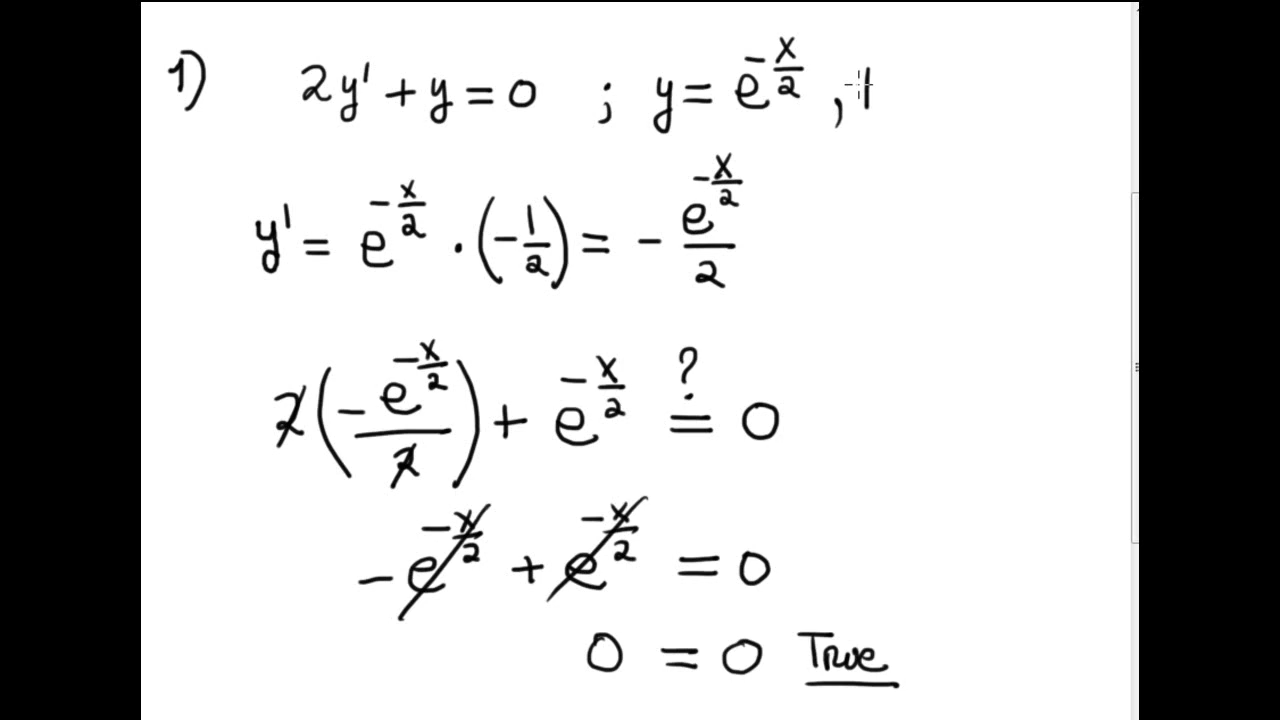 1) 2y' + y = 0 ; y = e^{-x/2} ,
y' = e^{-x/2} · (-1/2) = - e^{-x/2}/2
2(- e^{-x/2}/2) + e^{-x/2} ?= 0
- e^{-x/2} + e^{-x/2} = 0
0 = 0 True